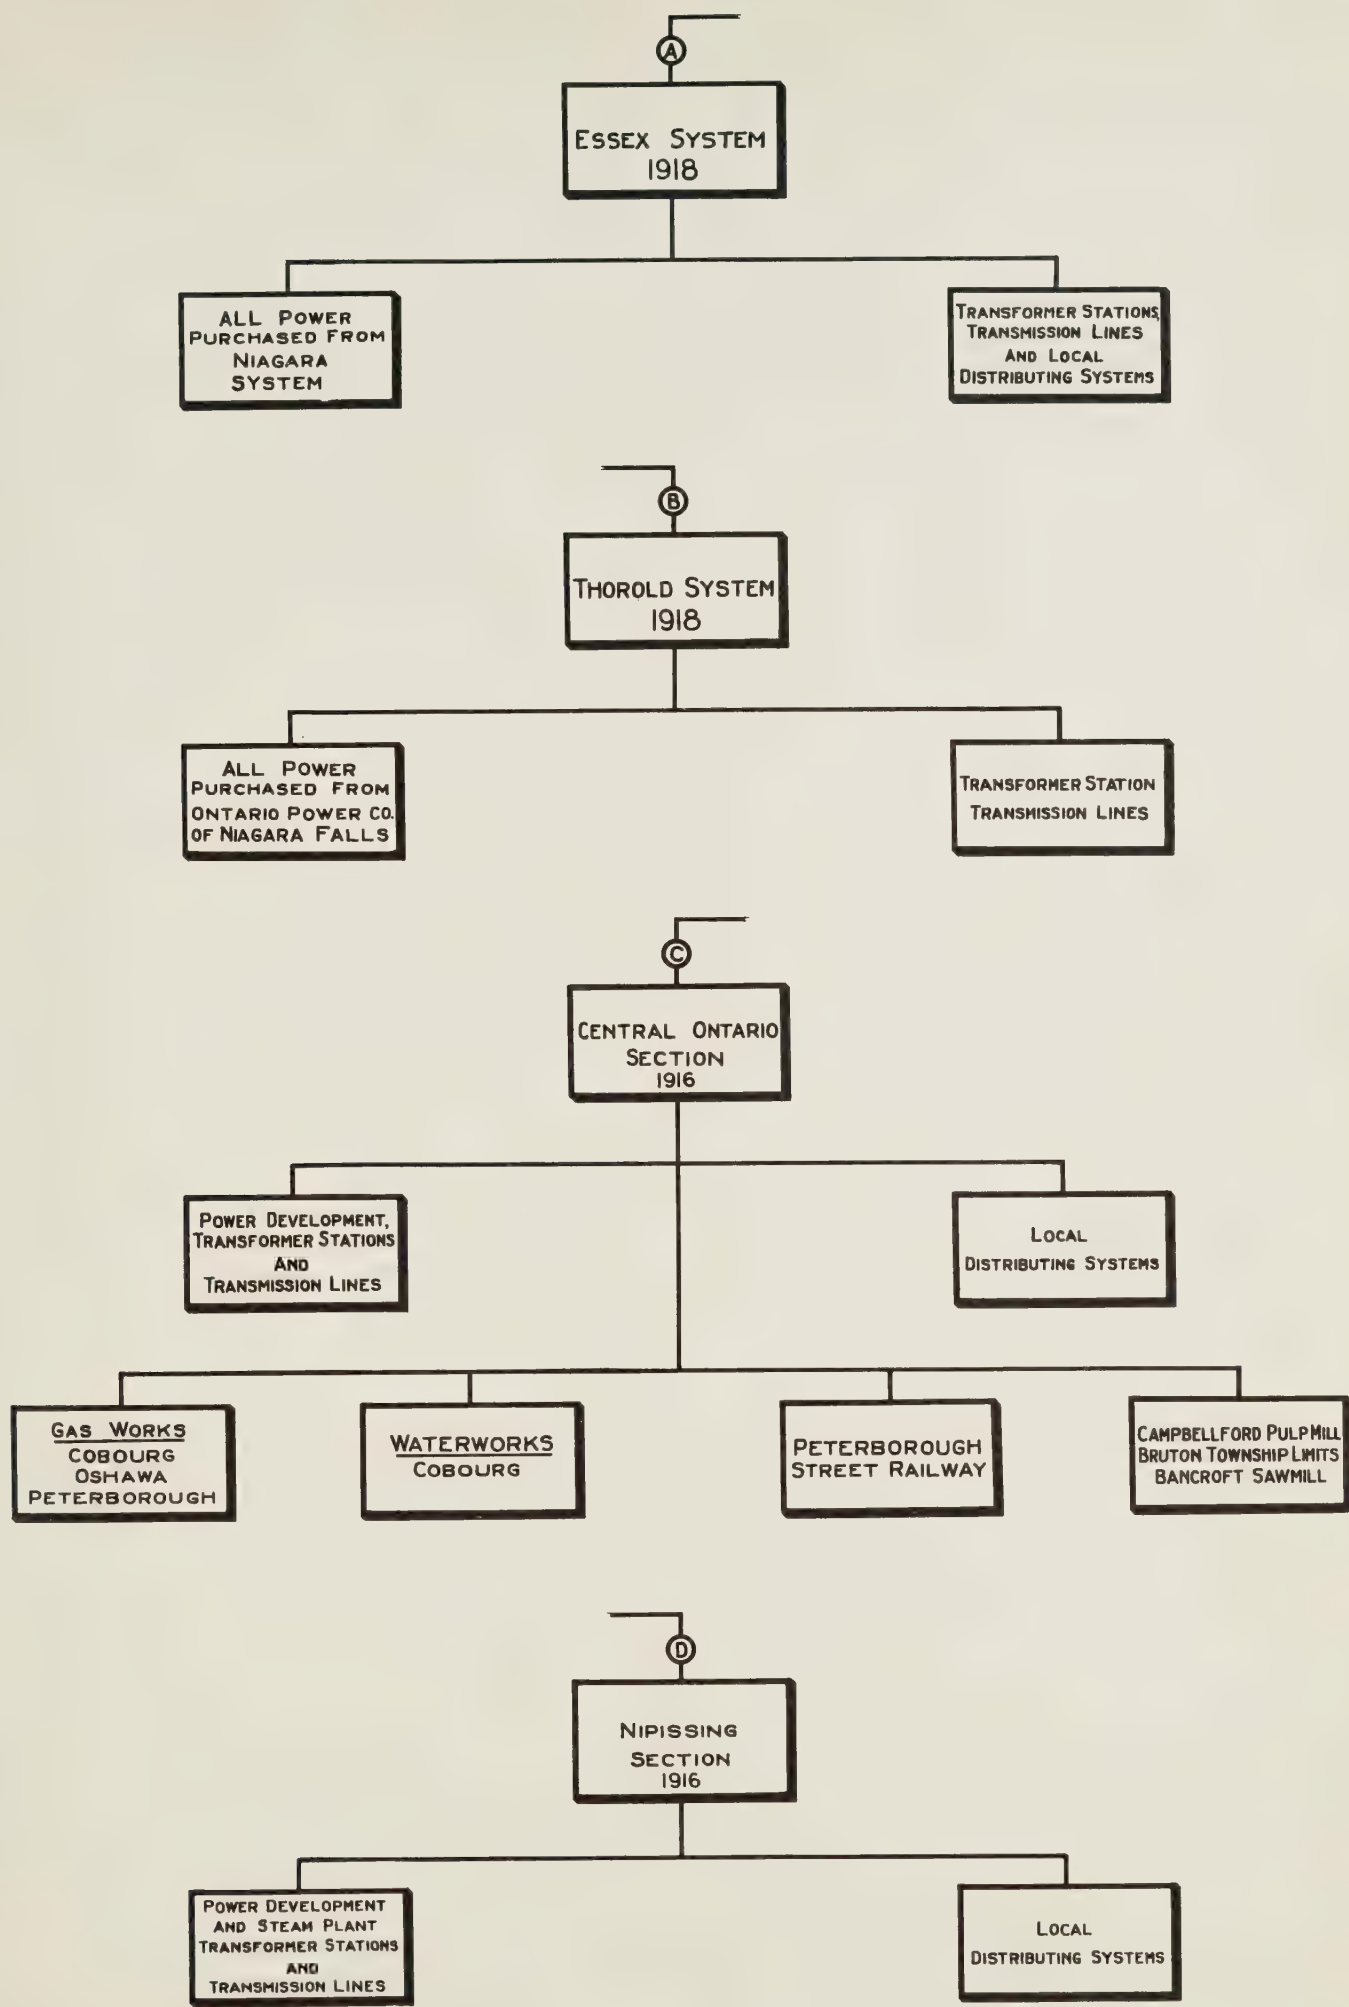 A
ESSEX SYSTEM
1918
ALL POWER
PURCHASED FROM
NIAGARA
SYSTEM
TRANSFORMER STATIONS,
TRANSMISSION LINES
AND LOCAL
DISTRIBUTING SYSTEMS
B
THOROLD SYSTEM
1918
ALL POWER
PURCHASED FROM
ONTARIO POWER CO.
OF NIAGARA FALLS
TRANSFORMER STATION
TRANSMISSION LINES
C
CENTRAL ONTARIO
SECTION
1916
POWER DEVELOPMENT,
TRANSFORMER STATIONS
AND
TRANSMISSION LINES
LOCAL
DISTRIBUTING SYSTEMS
GAS WORKS
COBOURG
OSHAWA
PETERBOROUGH
WATERWORKS
COBOURG
PETERBOROUGH
STREET RAILWAY
CAMPBELLFORD PULP MILL
BRUTON TOWNSHIP LIMITS
BANCROFT SAWMILL
D
NIPISSING
SECTION
1916
POWER DEVELOPMENT
AND STEAM PLANT
TRANSFORMER STATIONS
AND
TRANSMISSION LINES
LOCAL
DISTRIBUTING SYSTEMS